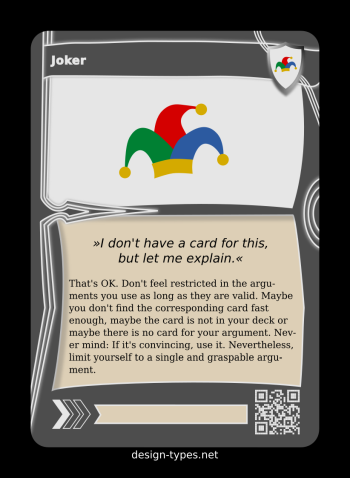 Joker
»I don't have a card for this,
but let me explain.«
That's OK. Don't feel restricted in the argu-
ments you use as long as they are valid. Maybe
you don't find the corresponding card fast
enough, maybe the card is not in your deck or
maybe there is no card for your argument. Nev-
er mind: If it's convincing, use it. Nevertheless,
limit yourself to a single and graspable argu-
ment.
design-types.net